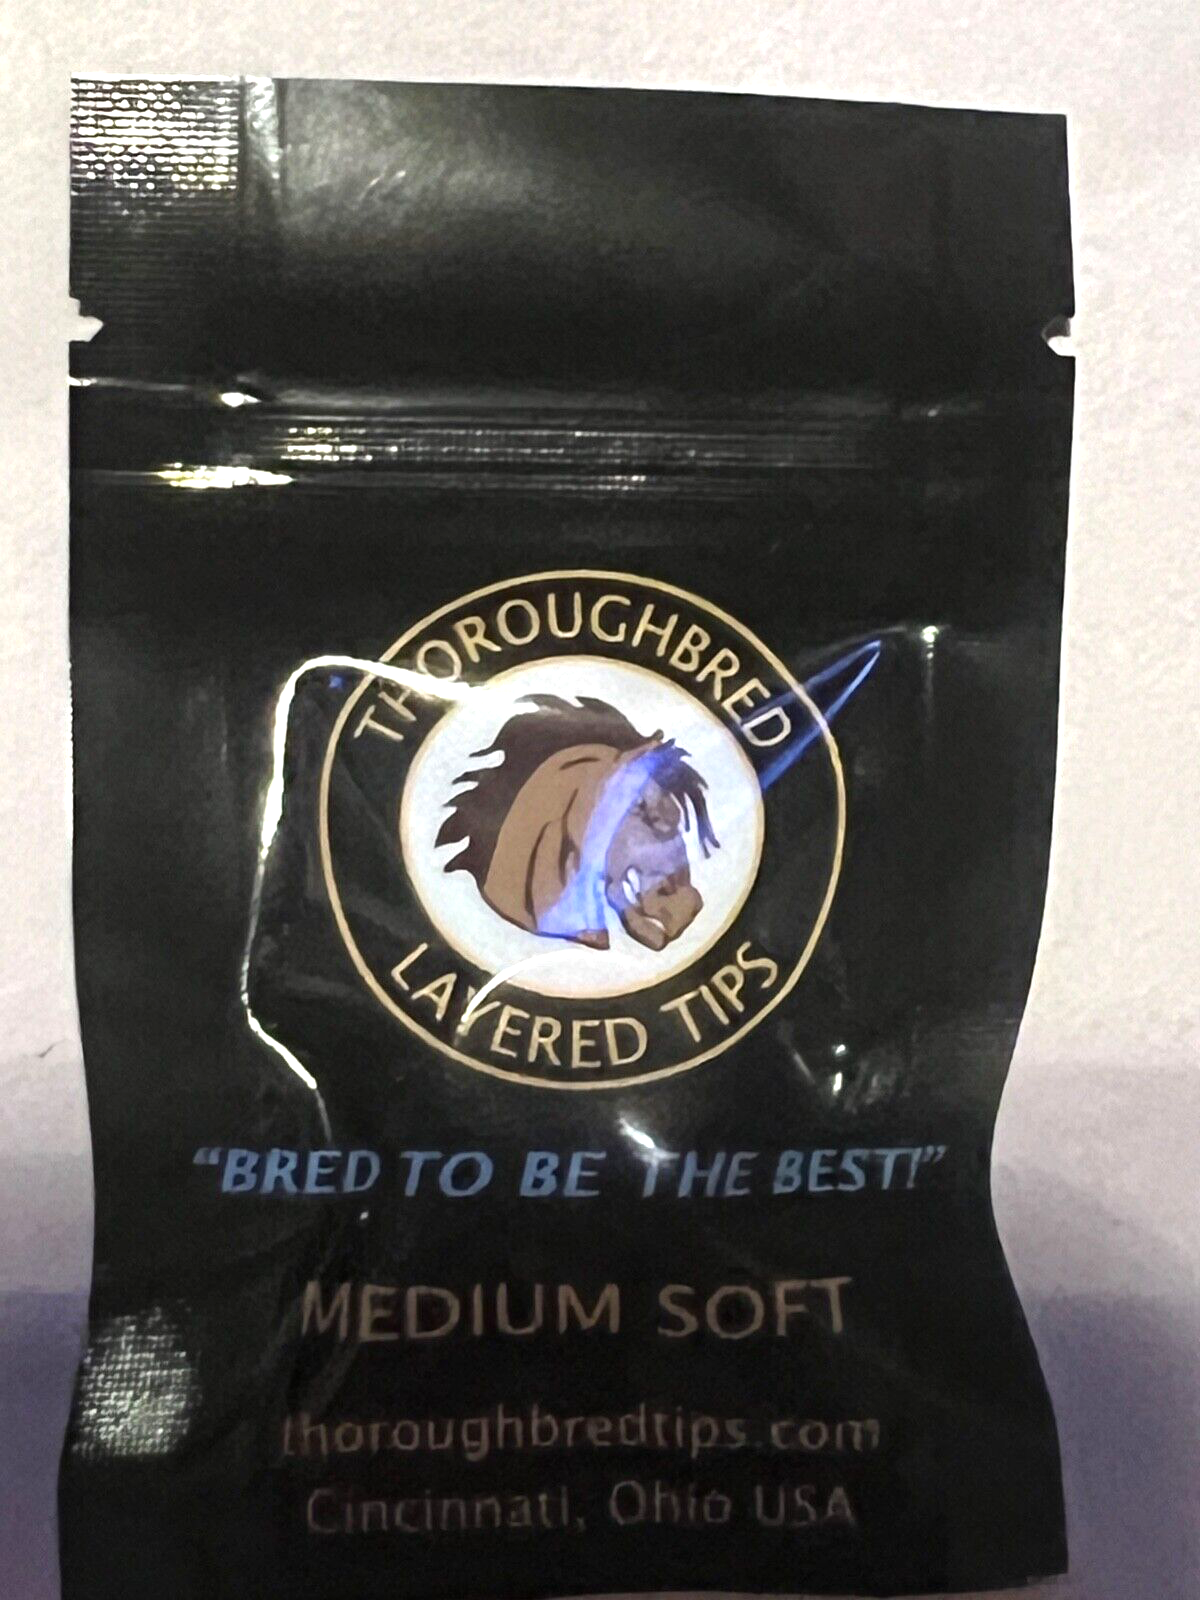 THOROUGHBRED
LAYERED TIPS
“BRED TO BE THE BEST!”
MEDIUM SOFT
thoroughbredtips.com
Cincinnati, Ohio USA